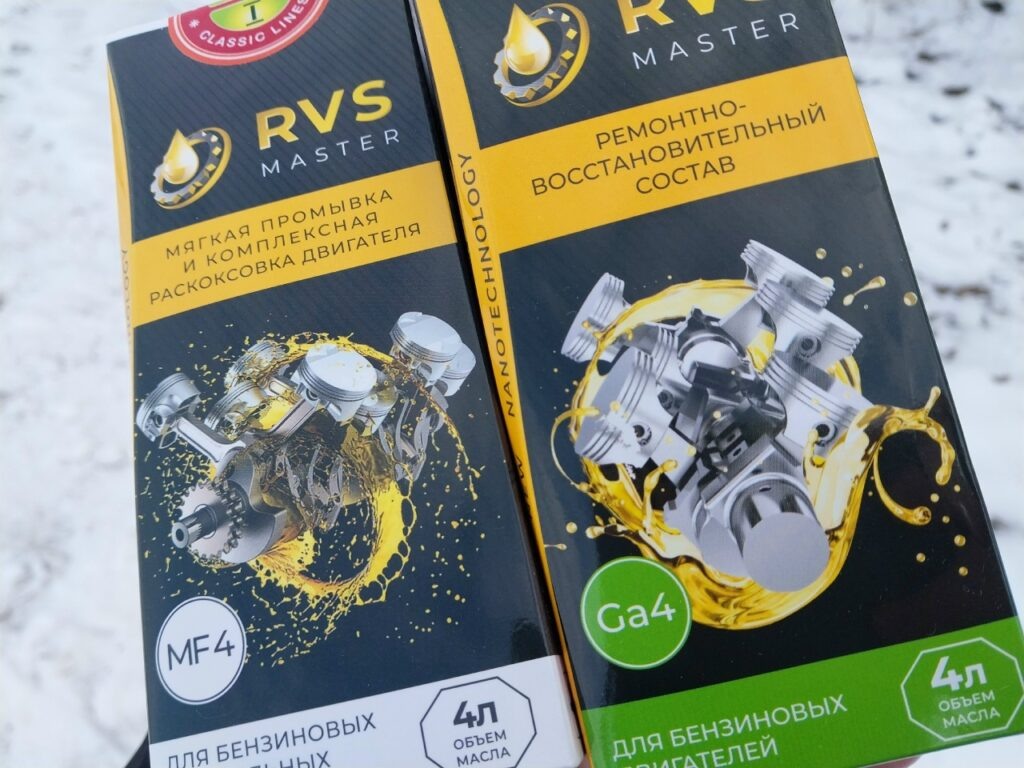 I
* CLASSIC LINE
RVS
MASTER
МЯГКАЯ ПРОМЫВКА
И КОМПЛЕКСНАЯ
РАСКОКСОВКА ДВИГАТЕЛЯ
MF4
ДЛЯ БЕНЗИНОВЫХ
4л
ОБЪЕМ
МАСЛА
NANOTECHNOLOGY
RVS
MASTER
РЕМОНТНО-
ВОССТАНОВИТЕЛЬНЫЙ
СОСТАВ
Ga4
ДЛЯ БЕНЗИНОВЫХ
ДВИГАТЕЛЕЙ
4л
ОБЪЕМ
МАСЛА